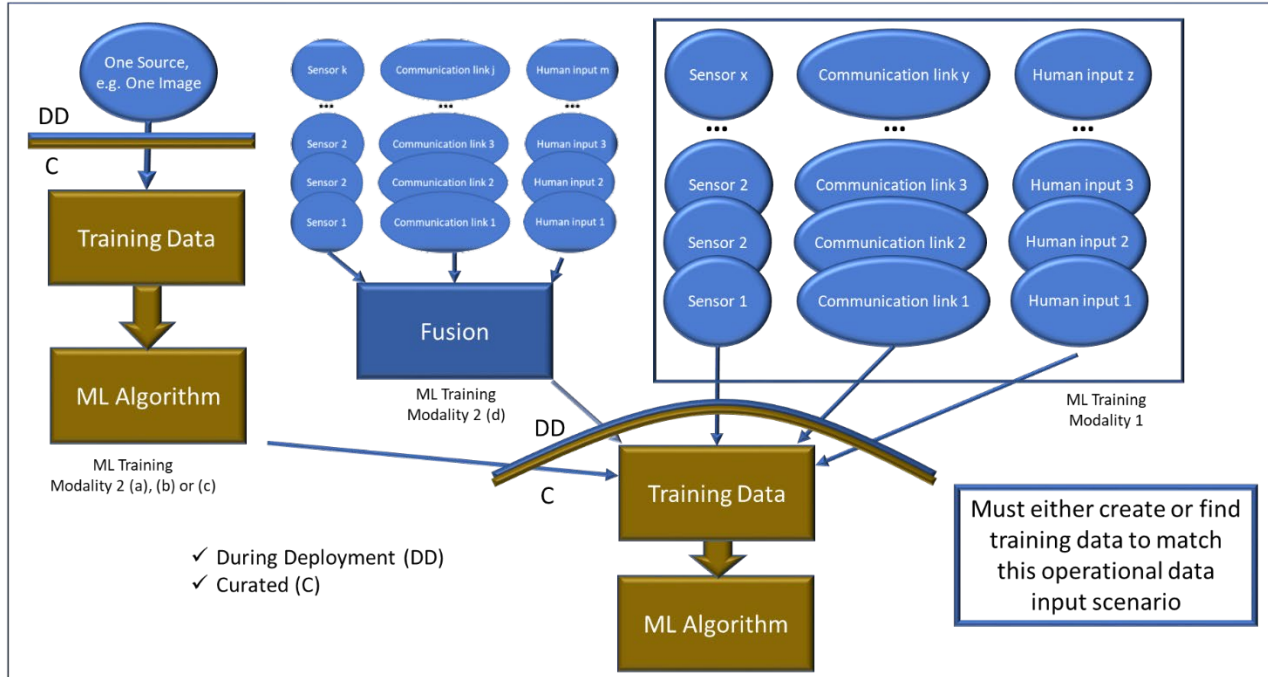 One Source,
e.g. One Image
DD
C
Training Data
ML Algorithm
ML Training
Modality 2 (a), (b) or (c)
Sensor k
Communication link j
Human input m
...
...
...
Sensor 2
Communication link 3
Human input 3
Sensor 2
Communication link 2
Human input 2
Sensor 1
Communication link 1
Human input 1
Fusion
ML Training
Modality 2 (d)
Sensor x
Communication link y
Human input z
...
...
...
Sensor 2
Communication link 3
Human input 3
Sensor 2
Communication link 2
Human input 2
Sensor 1
Communication link 1
Human input 1
ML Training
Modality 1
DD
C
Training Data
ML Algorithm
✓ During Deployment (DD)
✓ Curated (C)
Must either create or find
training data to match
this operational data
input scenario